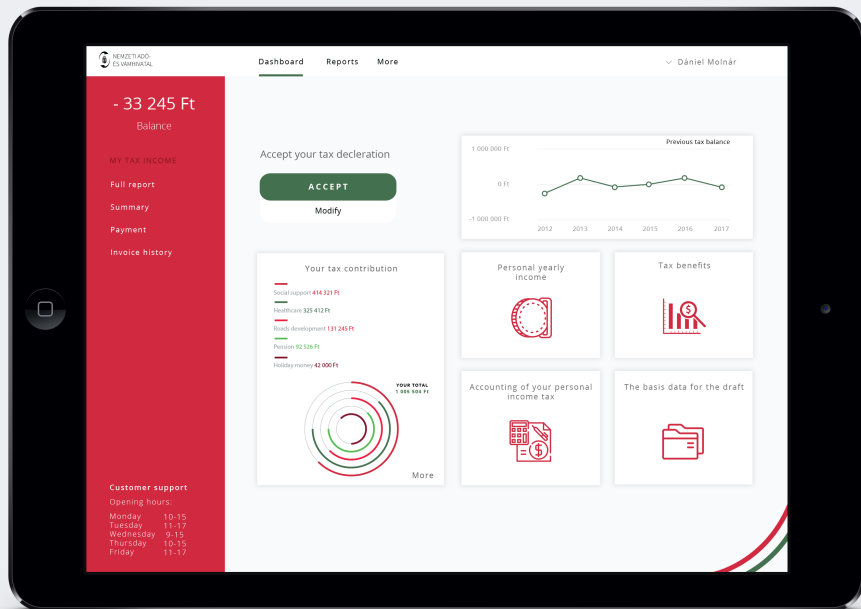 NEMZETI ADÓ-
ÉS VÁMHIVATAL
Dashboard Reports More
Dániel Molnár
- 33 245 Ft
Balance
MY TAX INCOME
Full report
Summary
Payment
Invoice history
Customer support
Opening hours:
Monday 10-15
Tuesday 11-17
Wednesday 9-15
Thursday 10-15
Friday 11-17
Accept your tax decleration
ACCEPT
Modify
Previous tax balance
1 000 000 Ft
0 Ft
-1 000 000 Ft
2012 2013 2014 2015 2016 2017
Your tax contribution
Social support 414 321 Ft
Healthcare 325 412 Ft
Roads development 131 245 Ft
Pension 92 526 Ft
Holiday money 42 000 Ft
YOUR TOTAL
1 005 504 Ft
More
Personal yearly
income
Tax benefits
Accounting of your personal
income tax
The basis data for the draft